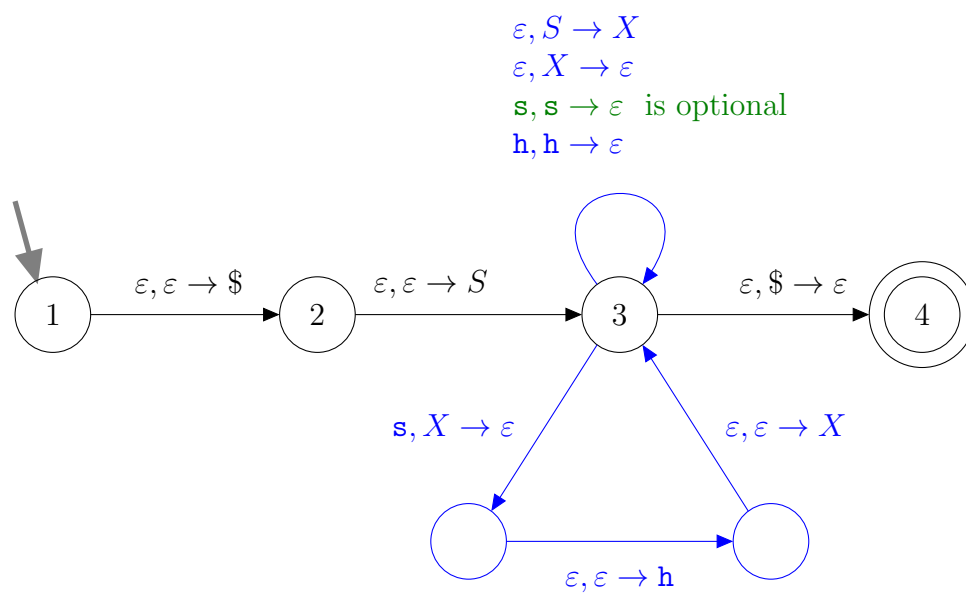 ε, S → X
ε, X → ε
s, s → ε is optional
h, h → ε
ε, ε → $
ε, ε → S
ε, $ → ε
1
2
3
4
s, X → ε
ε, ε → X
ε, ε → h